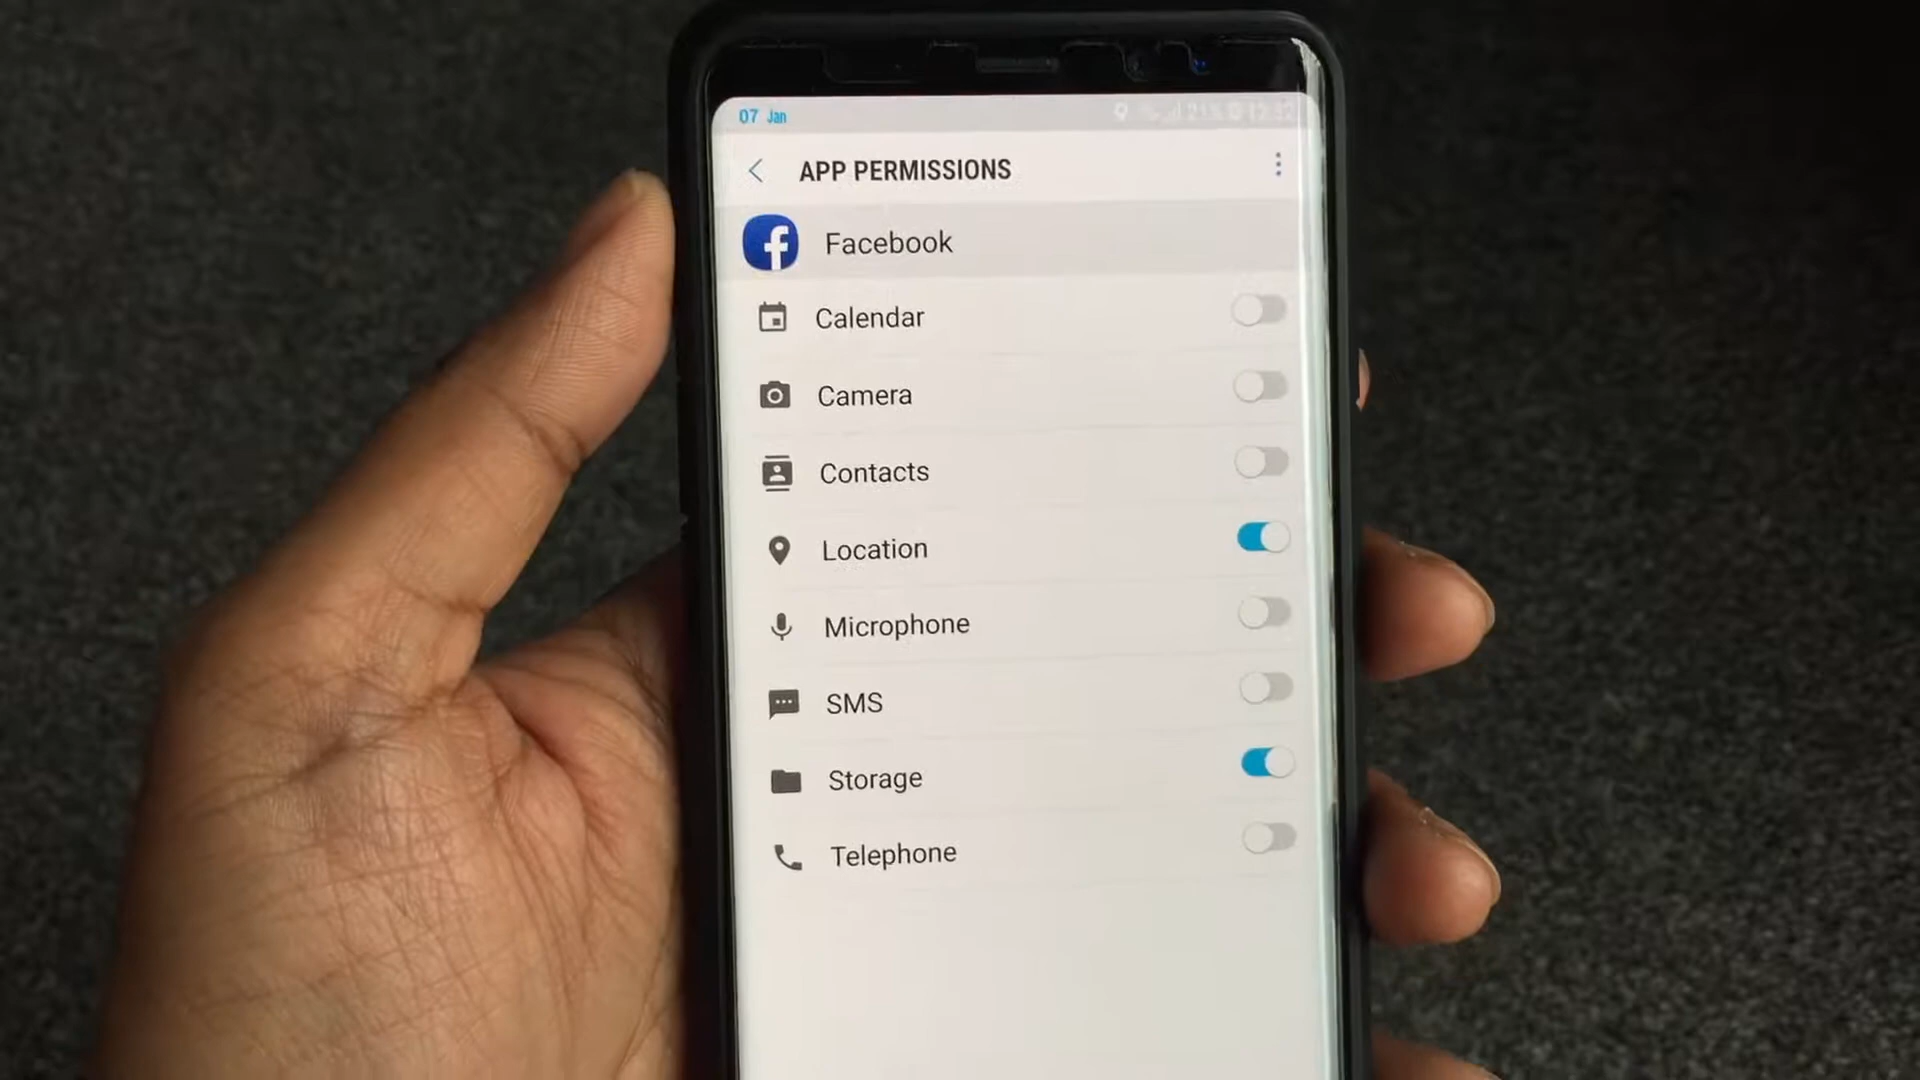 07 Jan
APP PERMISSIONS
Facebook
Calendar
Camera
Contacts
Location
Microphone
SMS
Storage
Telephone